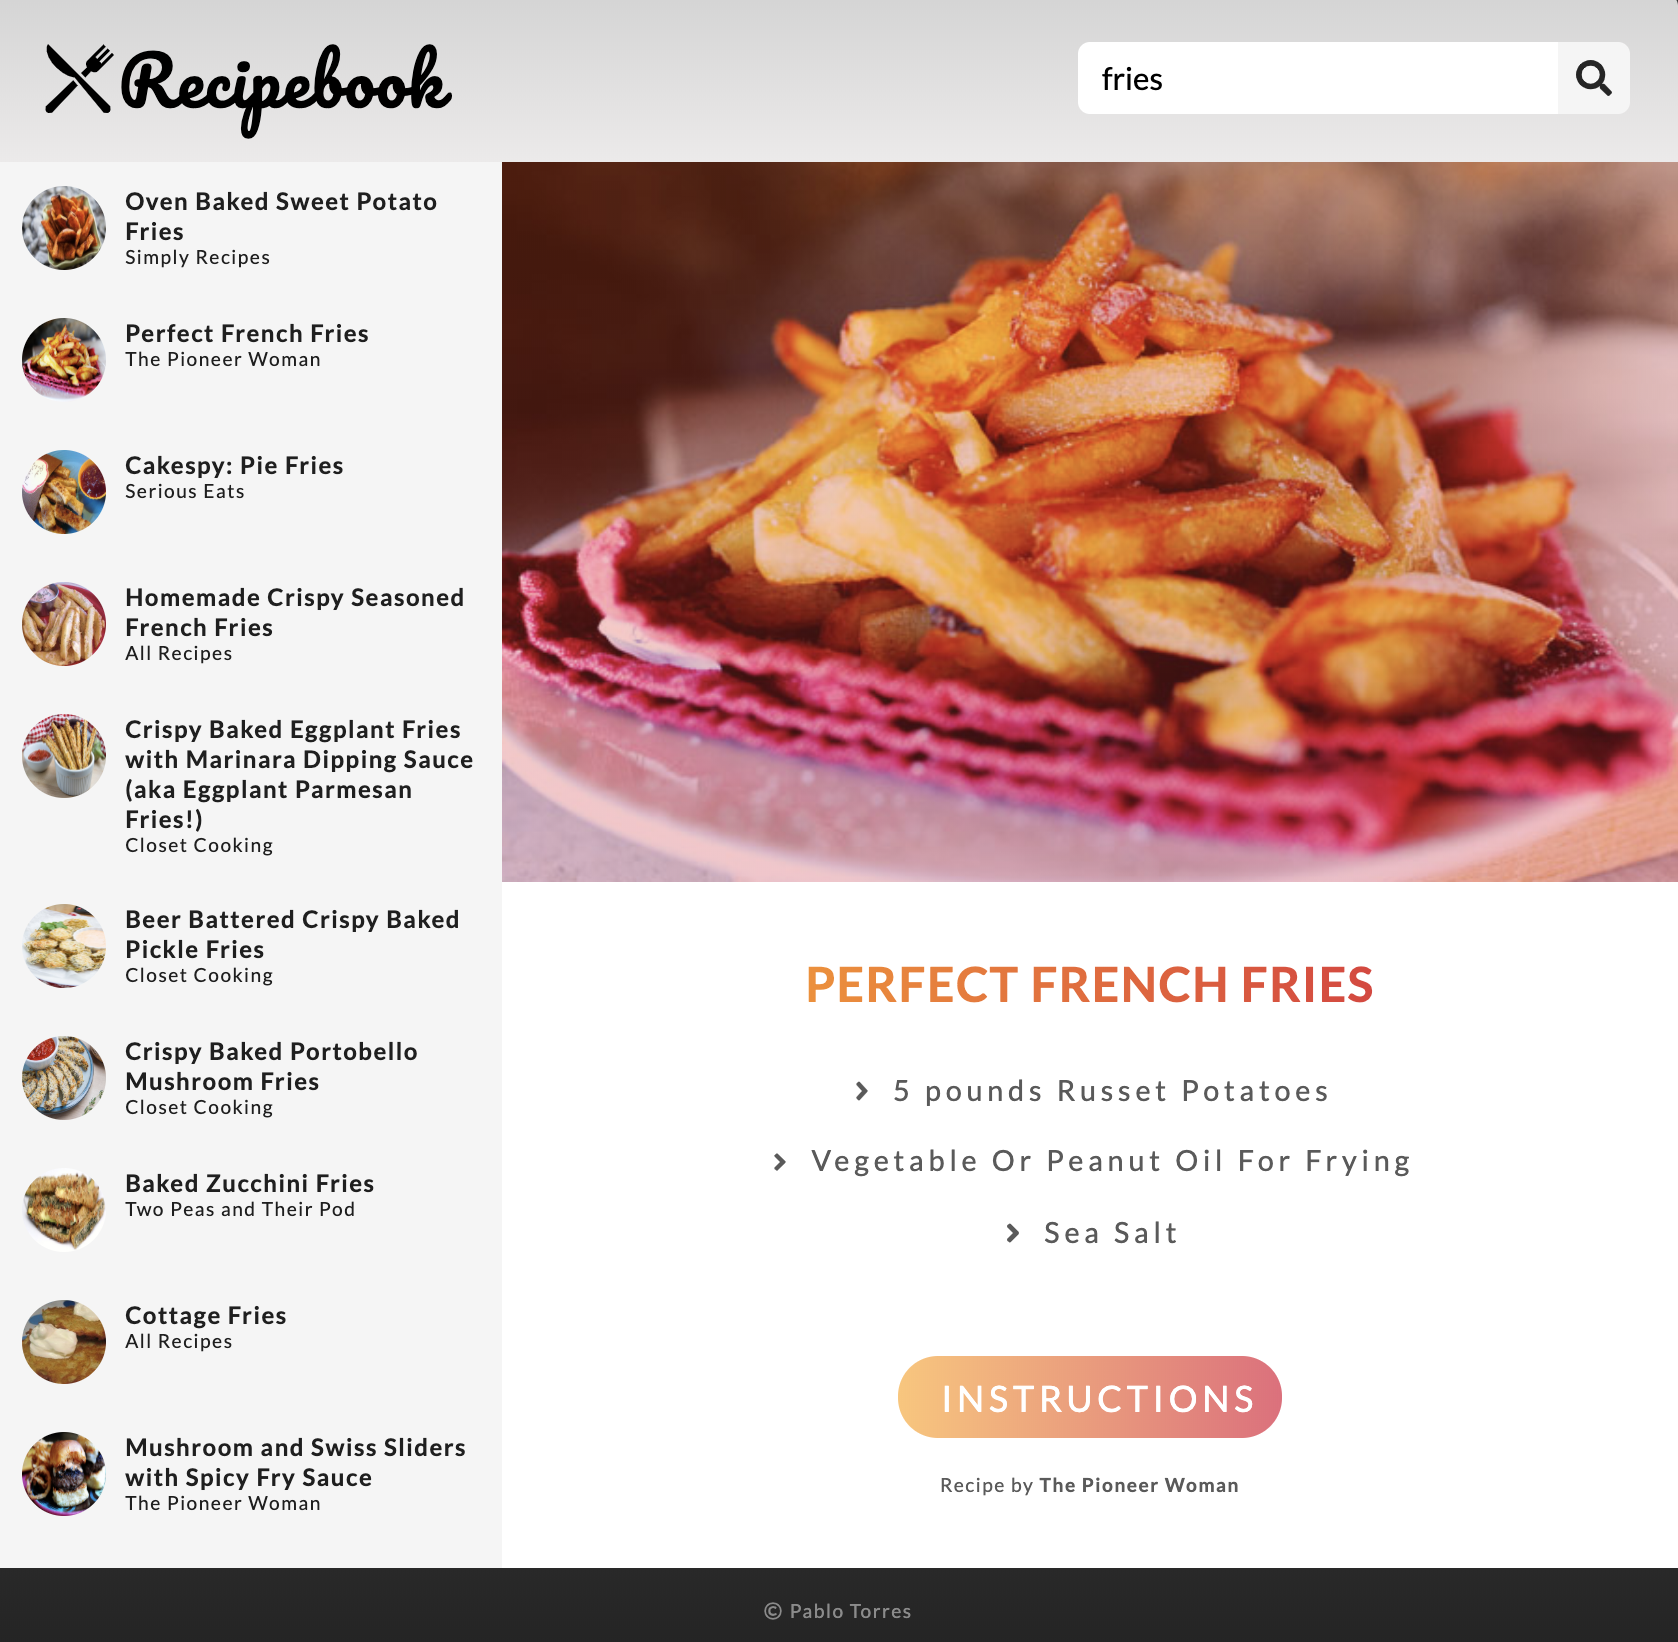 Recipebook
fries
Oven Baked Sweet Potato
Fries
Simply Recipes
Perfect French Fries
The Pioneer Woman
Cakespy: Pie Fries
Serious Eats
Homemade Crispy Seasoned
French Fries
All Recipes
Crispy Baked Eggplant Fries
with Marinara Dipping Sauce
(aka Eggplant Parmesan
Fries!)
Closet Cooking
Beer Battered Crispy Baked
Pickle Fries
Closet Cooking
Crispy Baked Portobello
Mushroom Fries
Closet Cooking
Baked Zucchini Fries
Two Peas and Their Pod
Cottage Fries
All Recipes
Mushroom and Swiss Sliders
with Spicy Fry Sauce
The Pioneer Woman
PERFECT FRENCH FRIES
5 pounds Russet Potatoes
Vegetable Or Peanut Oil For Frying
Sea Salt
INSTRUCTIONS
Recipe by The Pioneer Woman
© Pablo Torres